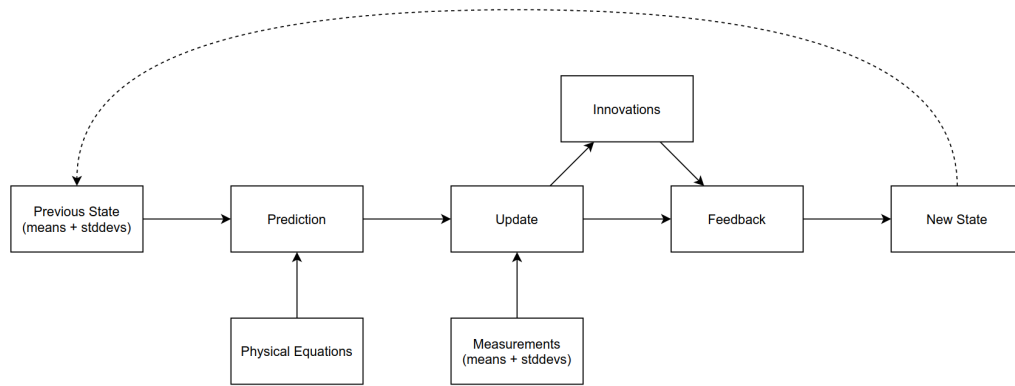 Innovations
Previous State
(means + stddevs)
Prediction
Update
Feedback
New State
Physical Equations
Measurements
(means + stddevs)